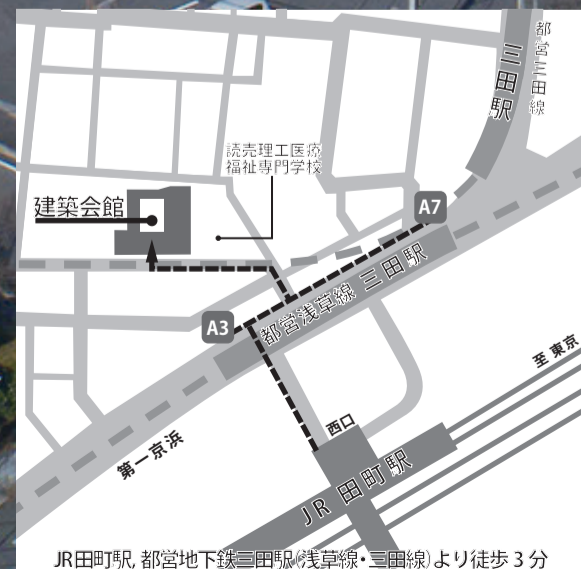 都営三田線
三田駅
読売理工医療
福祉専門学校
建築会館
A7
A3
都営浅草線 三田駅
至 東京
西口
第一京浜
JR 田町駅
JR田町駅, 都営地下鉄三田駅(浅草線・三田線)より徒歩 3 分